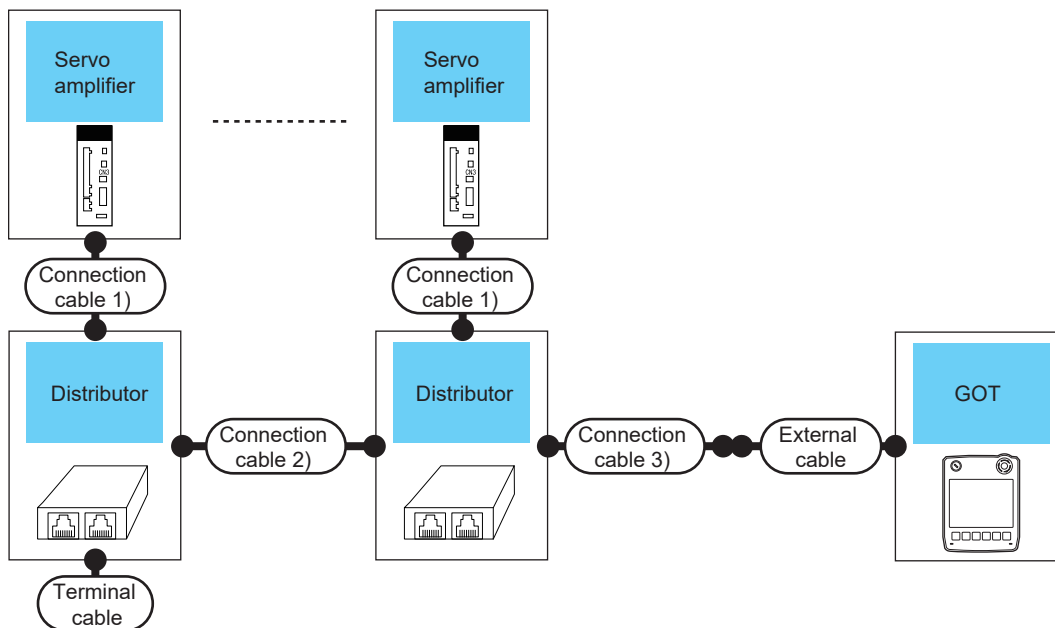 Servo
amplifier
Servo
amplifier
CN3
CN3
Connection
cable 1)
Connection
cable 1)
Distributor
Distributor
GOT
Connection
cable 2)
Connection
cable 3)
External
cable
Terminal
cable